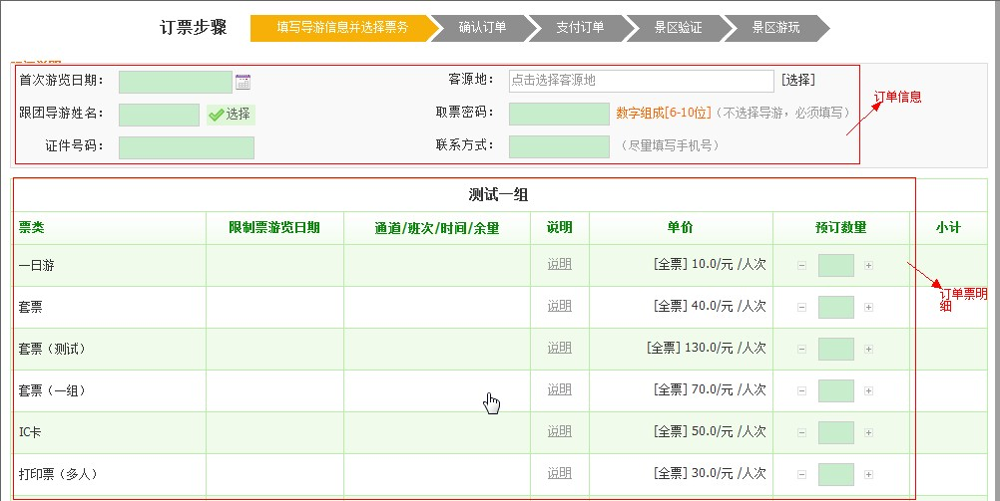 订票步骤 填写导游信息并选择票务 确认订单 支付订单 景区验证 景区游玩
首次游览日期： 客源地： 点击选择客源地 [选择]
订单信息
跟团导游姓名： 选择 取票密码： 数字组成[6-10位]（不选择导游，必须填写）
证件号码： 联系方式： （尽量填写手机号）
测试一组
票类 限制票游览日期 通道/班次/时间/余量 说明 单价 预订数量 小计
一日游 说明 [全票] 10.0/元 /人次
订单票明
细
套票 说明 [全票] 40.0/元 /人次
套票（测试） 说明 [全票] 130.0/元 /人次
套票（一组） 说明 [全票] 70.0/元 /人次
IC卡 说明 [全票] 50.0/元 /人次
打印票（多人） 说明 [全票] 30.0/元 /人次